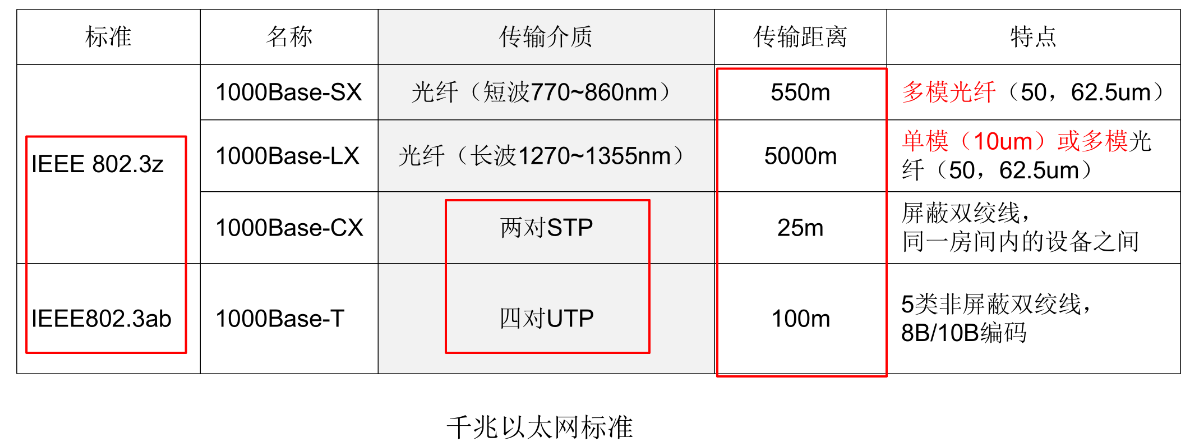 标准 名称 传输介质 传输距离 特点
IEEE 802.3z
1000Base-SX 光纤（短波770~860nm） 550m 多模光纤（50，62.5um）
1000Base-LX 光纤（长波1270~1355nm） 5000m 单模（10um）或多模光
纤（50，62.5um）
1000Base-CX 两对STP 25m 屏蔽双绞线，
同一房间内的设备之间
IEEE802.3ab 1000Base-T 四对UTP 100m 5类非屏蔽双绞线，
8B/10B编码
千兆以太网标准